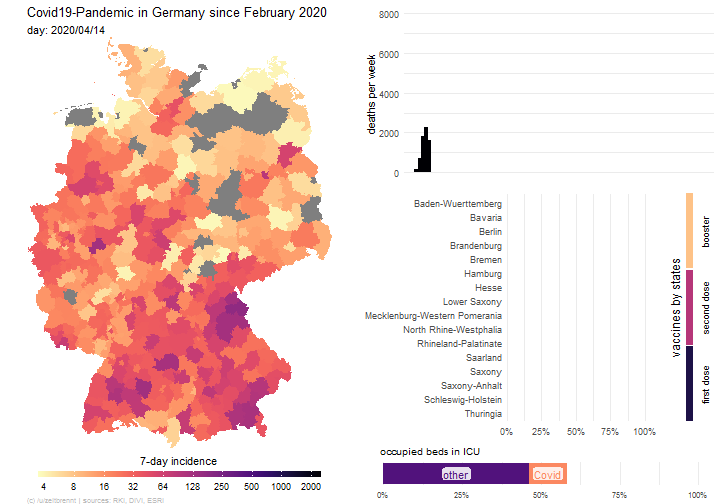 Covid19-Pandemic in Germany since February 2020
day: 2020/04/14
7-day incidence
4 8 16 32 64 128 250 500 1000 2000
(c) /u/zeitbremt | sources: RKI, DIVI, ESRI
deaths per week
8000
6000
4000
2000
0
Baden-Wuerttemberg
Bavaria
Berlin
Brandenburg
Bremen
Hamburg
Hesse
Lower Saxony
Mecklenburg-Western Pomerania
North Rhine-Westphalia
Rhineland-Palatinate
Saarland
Saxony
Saxony-Anhalt
Schleswig-Holstein
Thuringia
0% 25% 50% 75% 100%
vaccines by states
booster
second dose
first dose
occupied beds in ICU
other Covid
0% 25% 50% 75% 100%